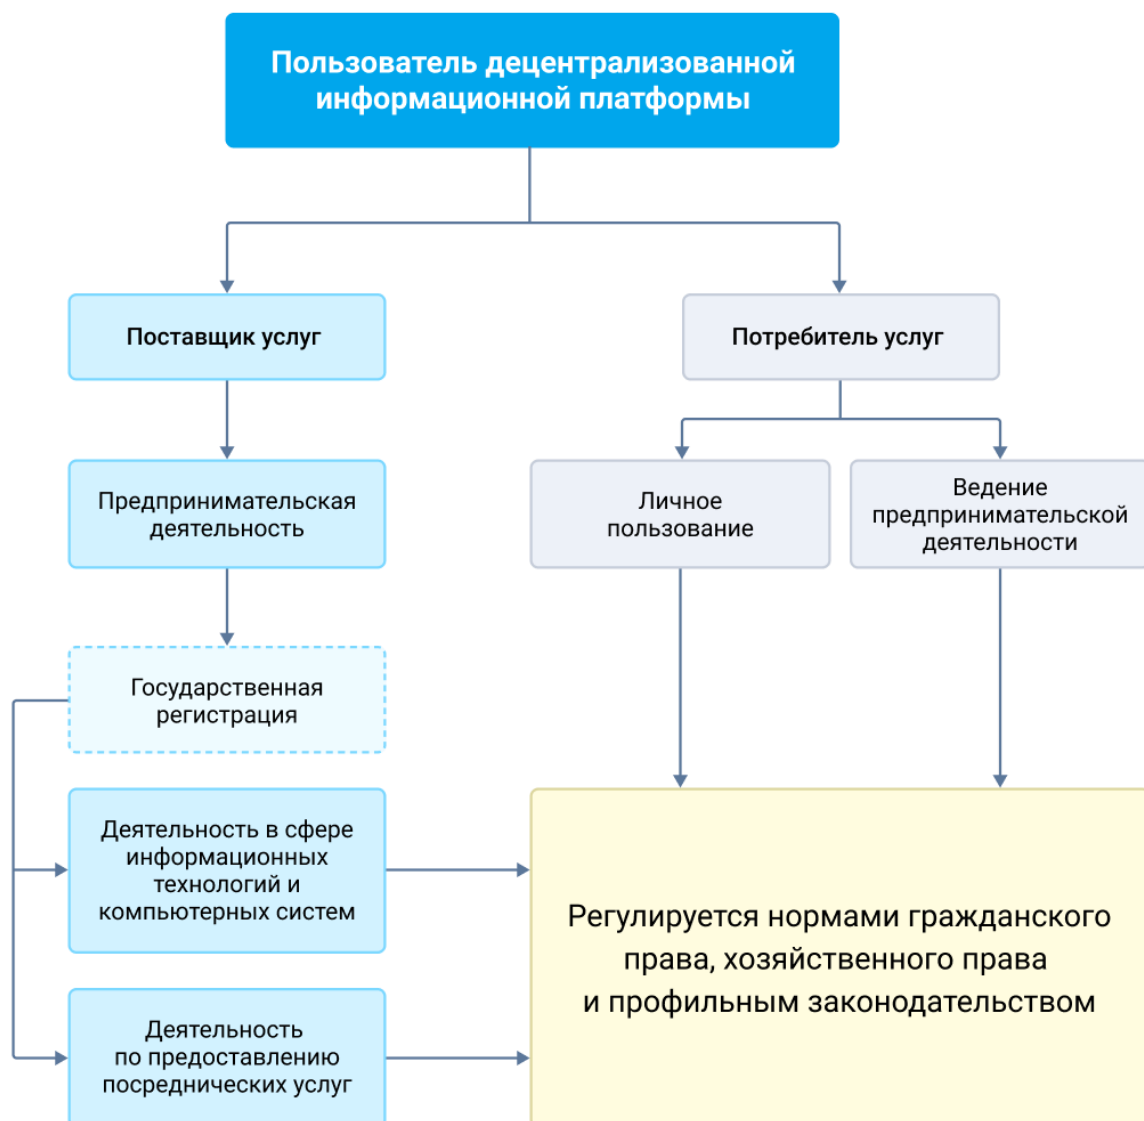 Пользователь децентрализованной
информационной платформы
Поставщик услуг
Потребитель услуг
Предпринимательская
деятельность
Личное
пользование
Ведение
предпринимательской
деятельности
Государственная
регистрация
Деятельность в сфере
информационных
технологий и
компьютерных систем
Регулируется нормами гражданского
права, хозяйственного права
и профильным законодательством
Деятельность
по предоставлению
посреднических услуг